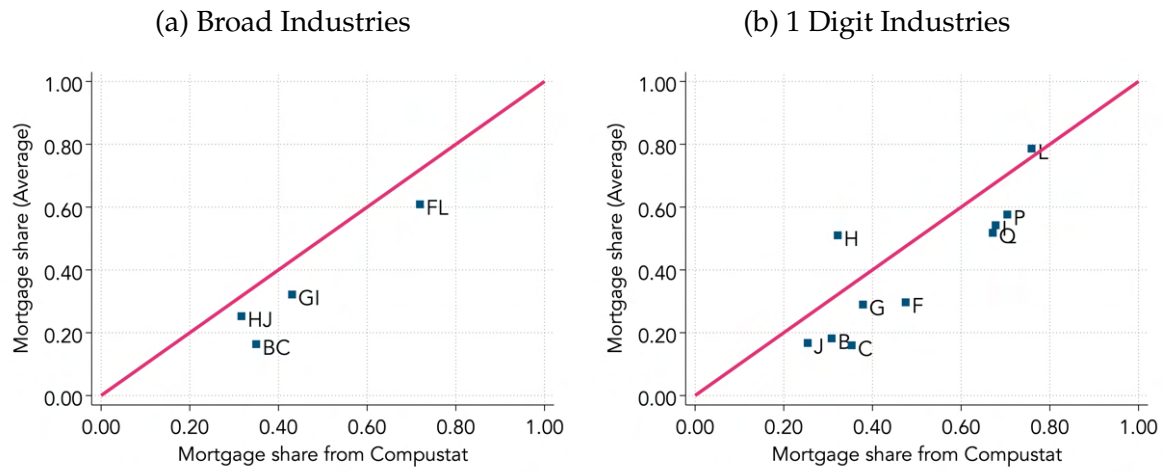 (a) Broad Industries
1.00
0.80
0.60
0.40
0.20
0.00
Mortgage share (Average)
FL
GI
HJ
BC
0.00 0.20 0.40 0.60 0.80 1.00
Mortgage share from Compustat
(b) 1 Digit Industries
1.00
0.80
0.60
0.40
0.20
0.00
Mortgage share (Average)
L
P
I
Q
H
G
F
J
B
C
0.00 0.20 0.40 0.60 0.80 1.00
Mortgage share from Compustat